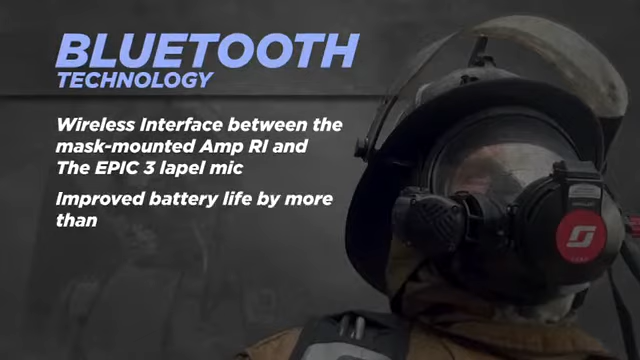 BLUETOOTH
TECHNOLOGY
Wireless Interface between the
mask-mounted Amp RI and
The EPIC 3 lapel mic
Improved battery life by more
than